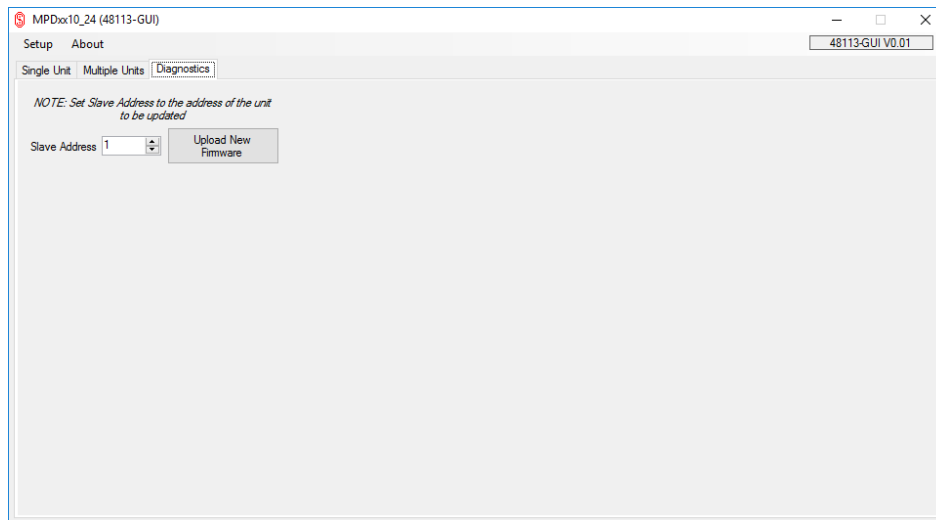 MPDxx10_24 (48113-GUI)
Setup About 48113-GUI V0.01
Single Unit Multiple Units Diagnostics
NOTE: Set Slave Address to the address of the unit
to be updated
Slave Address 1 Upload New
Firmware